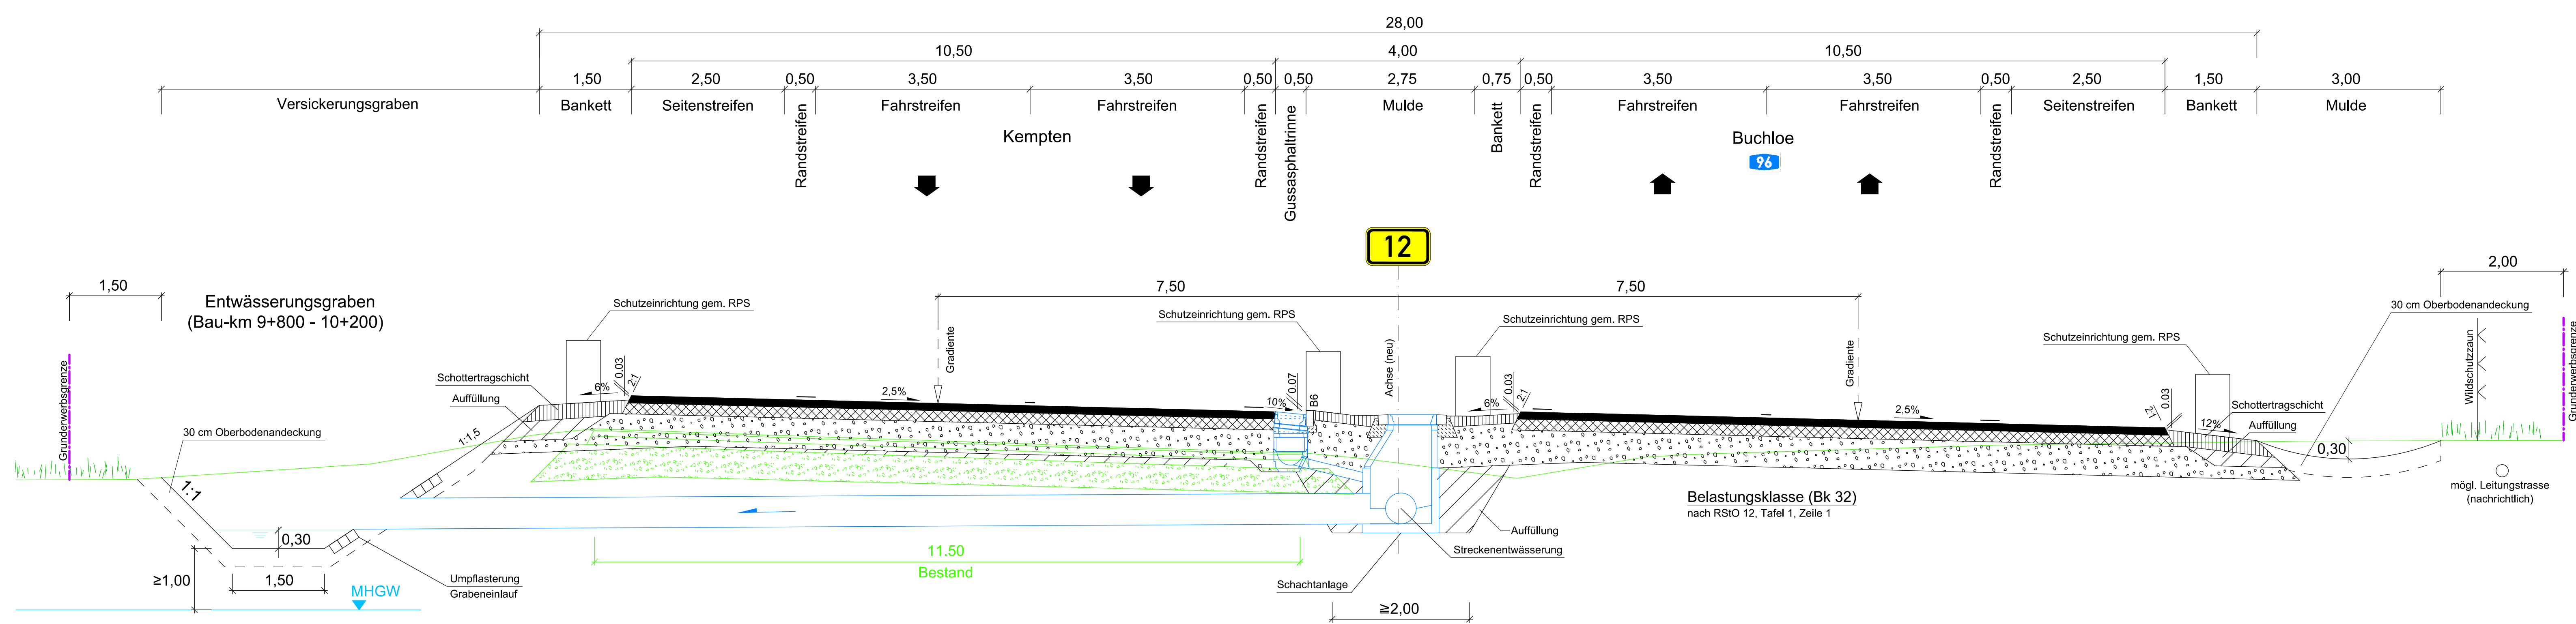 28,00
10,50 4,00 10,50
1,50 2,50 0,50 3,50 3,50 0,50 0,50 2,75 0,75 0,50 3,50 3,50 0,50 2,50 1,50 3,00
Versickerungsgraben Bankett Seitenstreifen Randstreifen Fahrstreifen Fahrstreifen Randstreifen Gussasphaltrinne Mulde Bankett Randstreifen Fahrstreifen Fahrstreifen Randstreifen Seitenstreifen Bankett Mulde
Kempten Buchloe
96
12
1,50 7,50 7,50 2,00
Entwässerungsgraben
(Bau-km 9+800 - 10+200)
Schutzeinrichtung gem. RPS
Schutzeinrichtung gem. RPS
Schutzeinrichtung gem. RPS
Schutzeinrichtung gem. RPS
30 cm Oberbodenandeckung
Grunderwerbsgrenze
Gradiente
Achse (neu)
Gradiente
Wildschutzzaun
Grunderwerbsgrenze
Schottertragschicht
Auffüllung
30 cm Oberbodenandeckung
1:1,5
1:1
6%
0.03
2:1
2,5%
10%
0.07
B6
6%
0.03
2:1
2,5%
2:1
0.03
12%
Schottertragschicht
Auffüllung
0,30
mögl. Leitungstrasse
(nachrichtlich)
Belastungsklasse (Bk 32)
nach RStO 12, Tafel 1, Zeile 1
Auffüllung
Streckenentwässerung
Schachtanlage
≧2,00
11.50
Bestand
0,30
≥1,00
1,50
MHGW
Umpflasterung
Grabeneinlauf